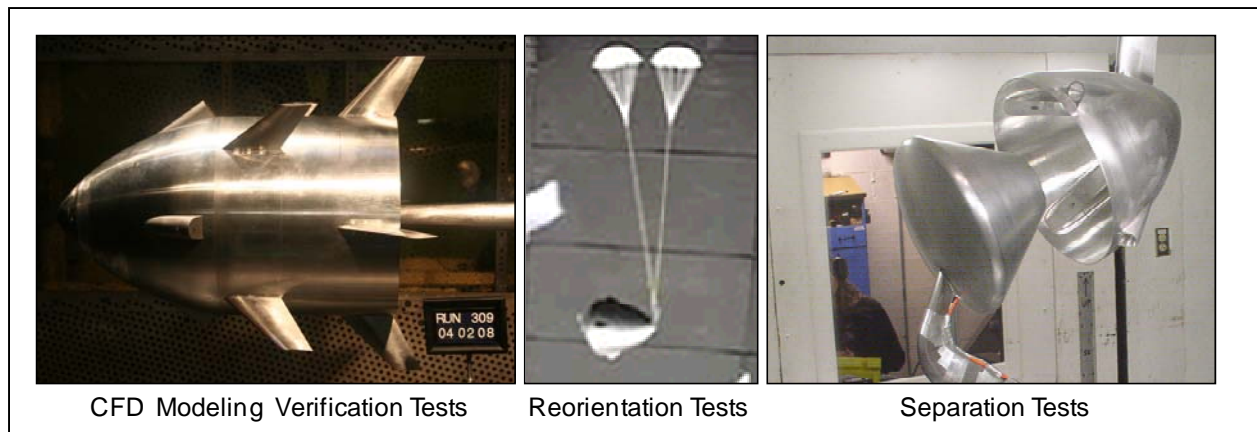 RUN 309
04 02 08
CFD Modeling Verification Tests
Reorientation Tests
Separation Tests